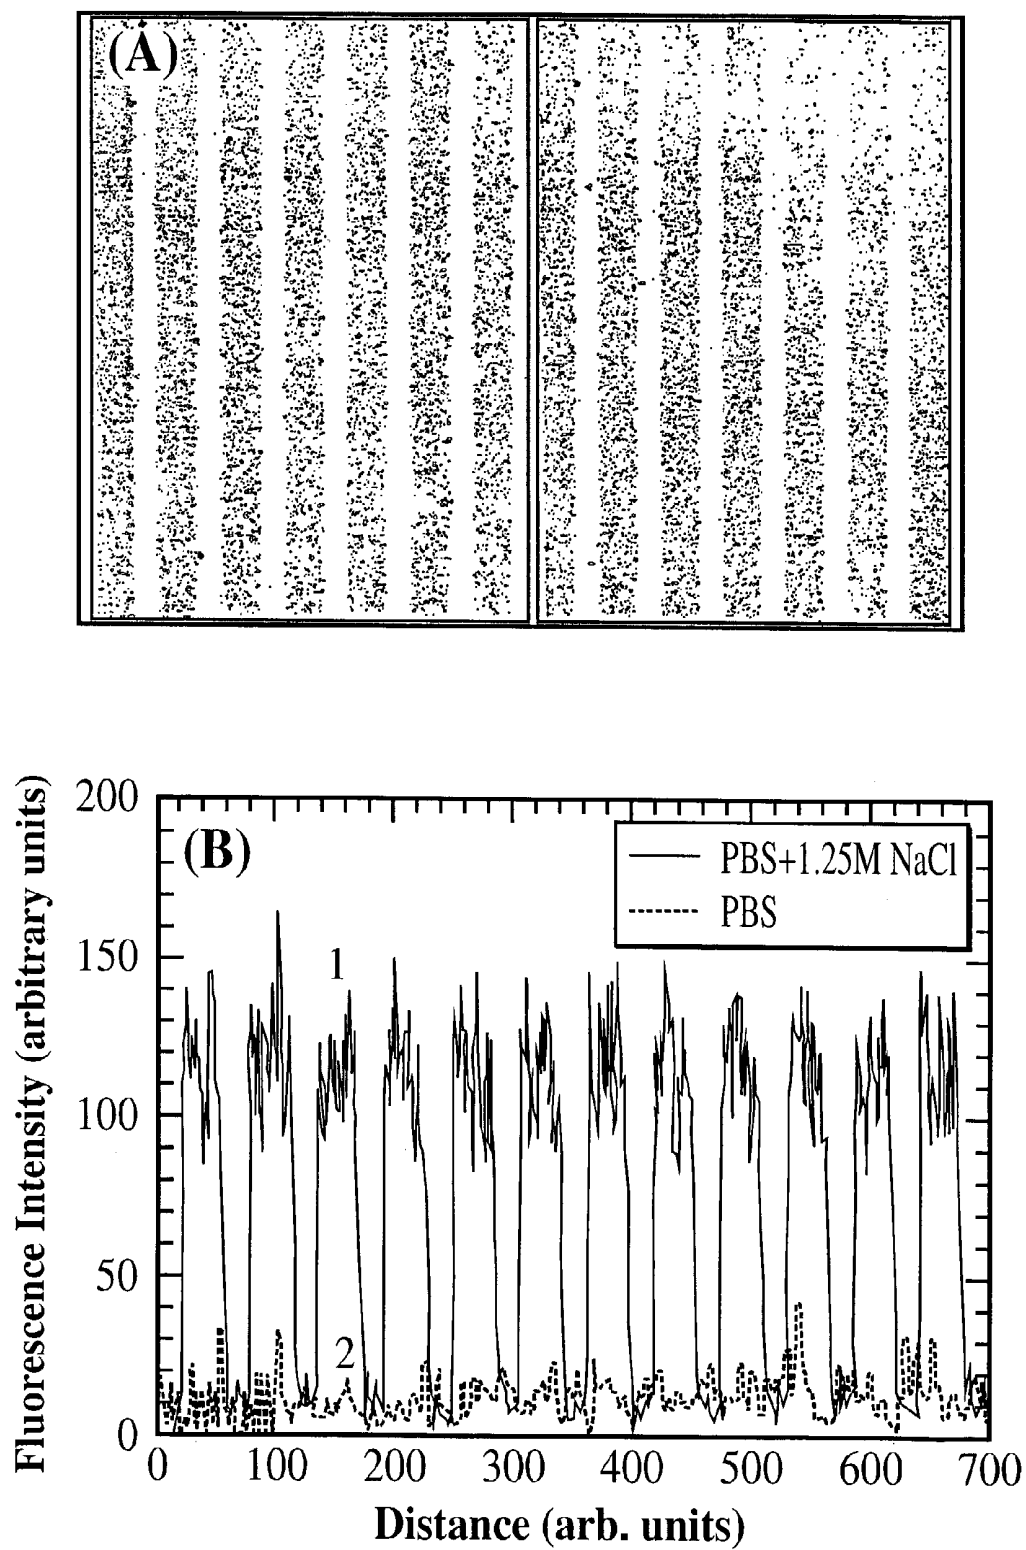 (A)
200
150
100
50
0
Fluorescence Intensity (arbitrary units)
(B)
PBS+1.25M NaCl
PBS
1
2
0 100 200 300 400 500 600 700
Distance (arb. units)